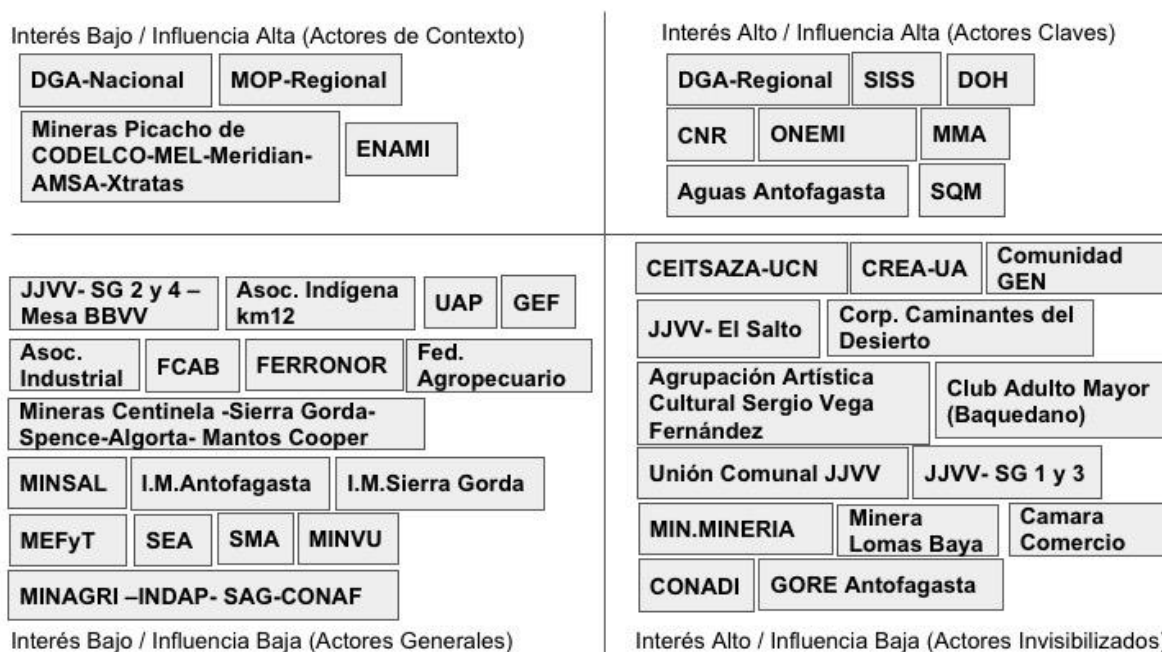 Interés Bajo / Influencia Alta (Actores de Contexto)
DGA-Nacional
MOP-Regional
Mineras Picacho de
CODELCO-MEL-Meridian-
AMSA-Xtratas
ENAMI
Interés Alto / Influencia Alta (Actores Claves)
DGA-Regional
SISS
DOH
CNR
ONEMI
MMA
Aguas Antofagasta
SQM
JJVV- SG 2 y 4 –
Mesa BBVV
Asoc. Indígena
km12
UAP
GEF
Asoc.
Industrial
FCAB
FERRONOR
Fed.
Agropecuario
Mineras Centinela -Sierra Gorda-
Spence-Algorta- Mantos Cooper
MINSAL
I.M.Antofagasta
I.M.Sierra Gorda
MEFyT
SEA
SMA
MINVU
MINAGRI –INDAP- SAG-CONAF
Interés Bajo / Influencia Baja (Actores Generales)
CEITSAZA-UCN
CREA-UA
Comunidad
GEN
JJVV- El Salto
Corp. Caminantes del
Desierto
Agrupación Artística
Cultural Sergio Vega
Fernández
Club Adulto Mayor
(Baquedano)
Unión Comunal JJVV
JJVV- SG 1 y 3
MIN.MINERIA
Minera
Lomas Baya
Camara
Comercio
CONADI
GORE Antofagasta
Interés Alto / Influencia Baja (Actores Invisibilizados)